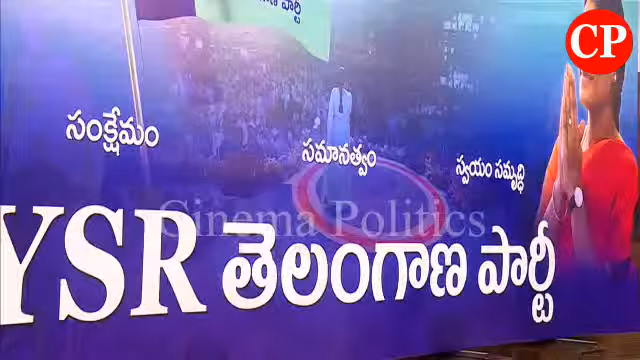 CP
పార్టీ
సంక్షేమం
సమానత్వం
స్వయం సమృద్ధి
Cinema Politics
YSR తెలంగాణ పార్టీ